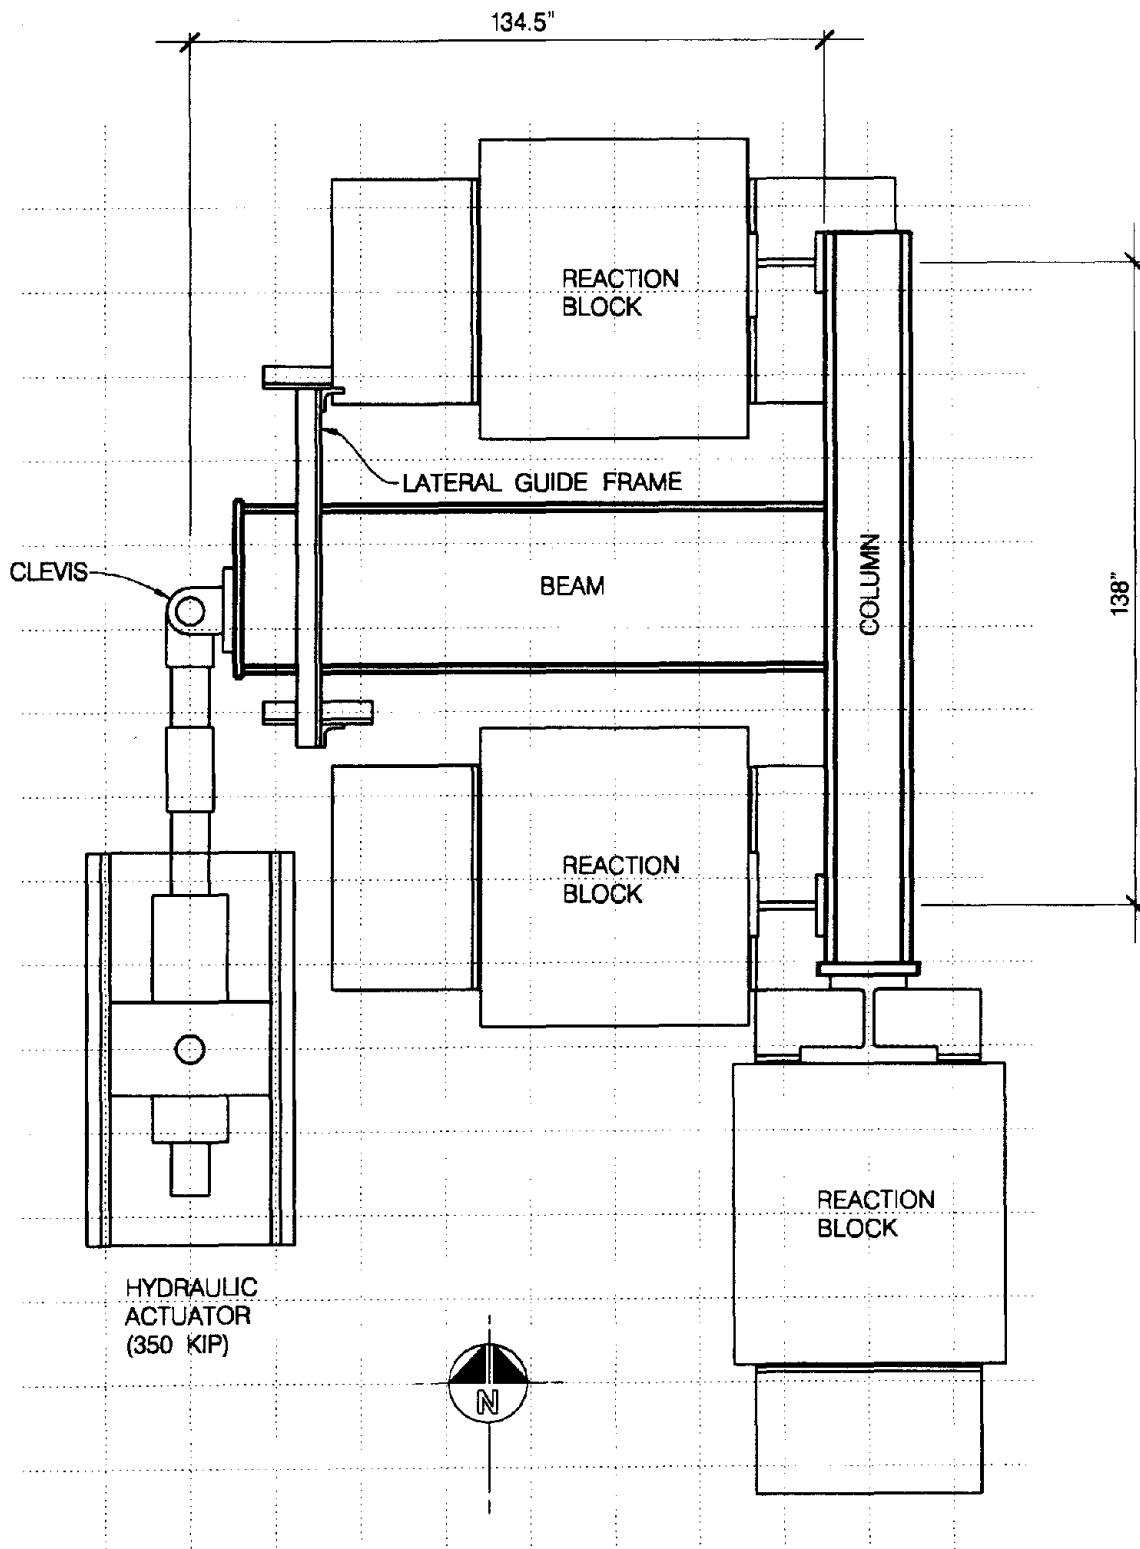 134.5"
REACTION
BLOCK
LATERAL GUIDE FRAME
CLEVIS
BEAM
COLUMN
138"
REACTION
BLOCK
REACTION
BLOCK
HYDRAULIC
ACTUATOR
(350 KIP)
N